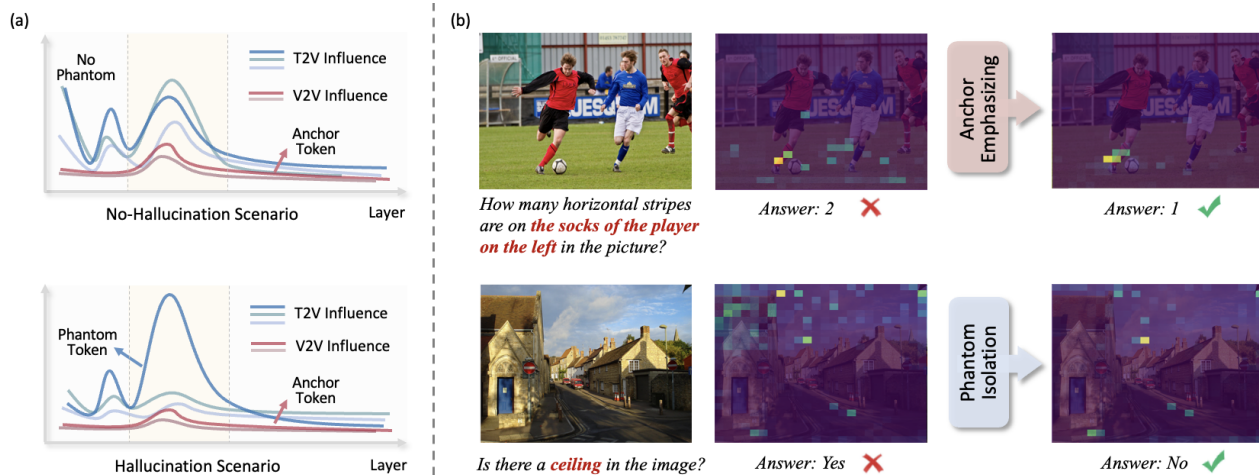 (a)
No
Phantom
T2V Influence
V2V Influence
Anchor
Token
No-Hallucination Scenario
Layer
Phantom
Token
T2V Influence
V2V Influence
Anchor
Token
Hallucination Scenario
Layer
(b)
How many horizontal stripes
are on the socks of the player
on the left in the picture?
Answer: 2
Anchor
Emphasizing
Answer: 1
Is there a ceiling in the image?
Answer: Yes
Phantom
Isolation
Answer: No